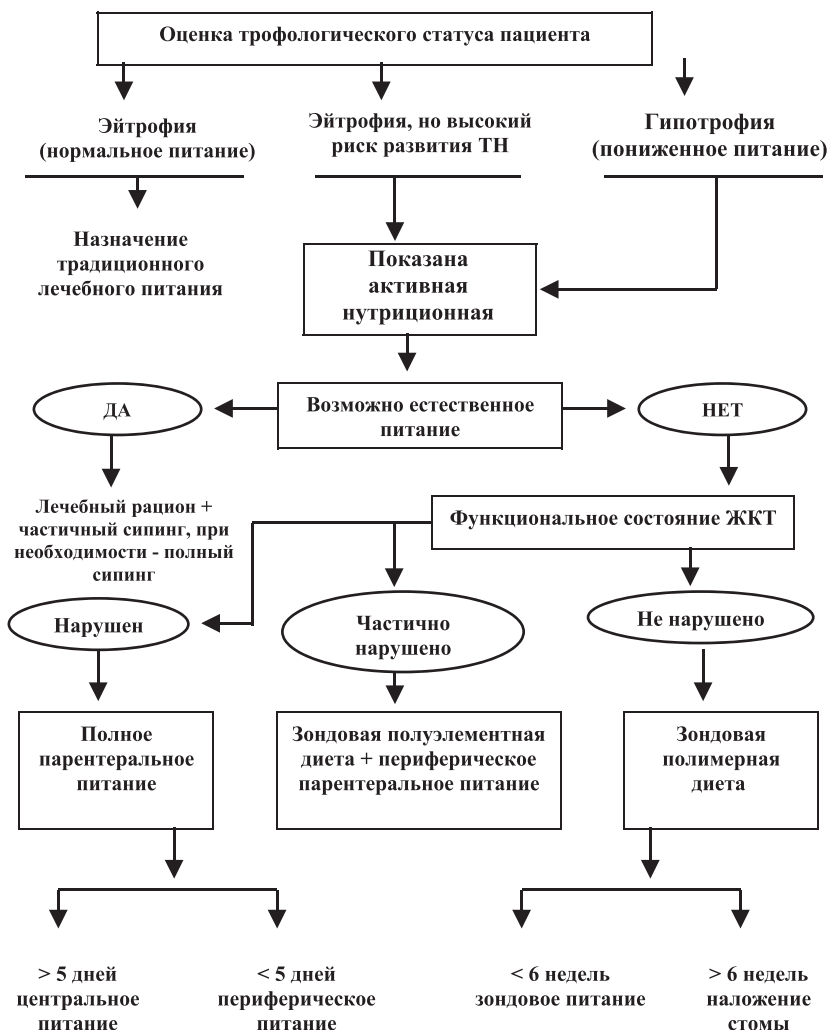 Оценка трофологического статуса пациента
Эйтрофия
(нормальное питание)
Эйтрофия, но высокий
риск развития ТН
Гипотрофия
(пониженное питание)
Назначение
традиционного
лечебного питания
Показана
активная
нутриционная
ДА
Возможно естественное
питание
НЕТ
Лечебный рацион +
частичный сипинг, при
необходимости - полный
сипинг
Функциональное состояние ЖКТ
Нарушен
Частично
нарушено
Не нарушено
Полное
парентеральное
питание
Зондовая полуэлементная
диета + периферическое
парентеральное питание
Зондовая
полимерная
диета
> 5 дней
центральное
питание
< 5 дней
периферическое
питание
< 6 недель
зондовое питание
> 6 недель
наложение
стомы